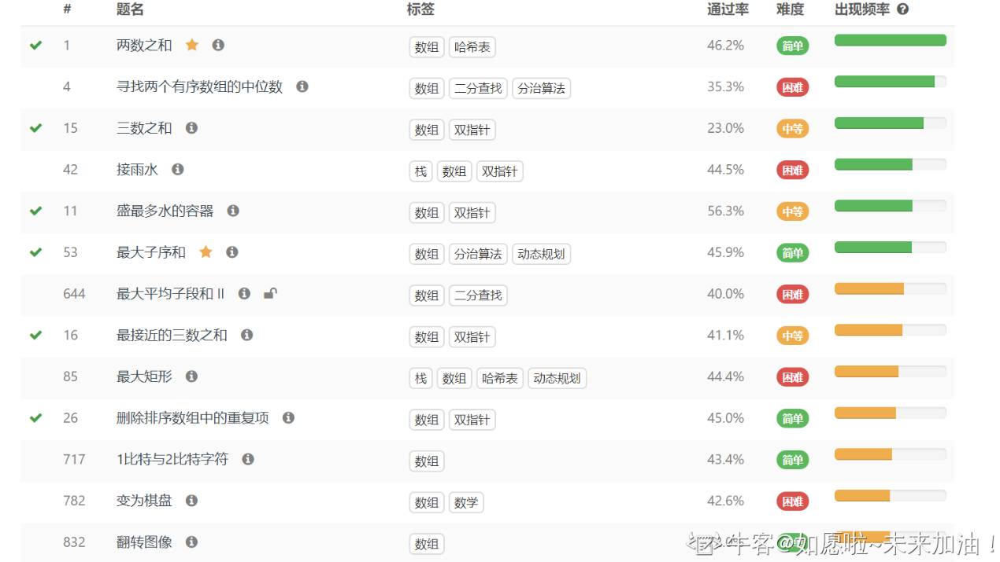 # 题名 标签 通过率 难度 出现频率
1 两数之和 数组 哈希表 46.2% 简单
4 寻找两个有序数组的中位数 数组 二分查找 分治算法 35.3% 困难
15 三数之和 数组 双指针 23.0% 中等
42 接雨水 栈 数组 双指针 44.5% 困难
11 盛最多水的容器 数组 双指针 56.3% 中等
53 最大子序和 数组 分治算法 动态规划 45.9% 简单
644 最大平均子段和 II 数组 二分查找 40.0% 困难
16 最接近的三数之和 数组 双指针 41.1% 中等
85 最大矩形 栈 数组 哈希表 动态规划 44.4% 困难
26 删除排序数组中的重复项 数组 双指针 45.0% 简单
717 1比特与2比特字符 数组 43.4% 简单
782 变为棋盘 数组 数学 42.6% 困难
832 翻转图像 数组
牛客@如愿啦~未来加油!